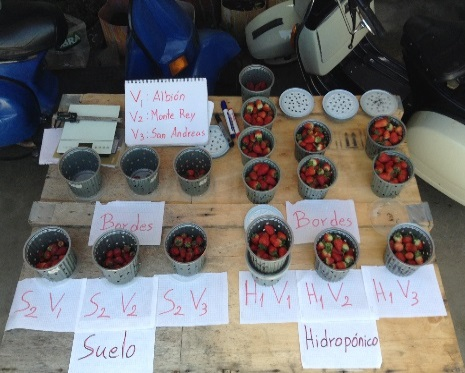 V₁: Albión
V₂: Monte Rey
V₃: San Andreas
Bordes
Bordes
S₂ V₁
S₂ V₂
S₂ V₃
H₁ V₁
H₁ V₂
H₁ V₃
Suelo
Hidropónico